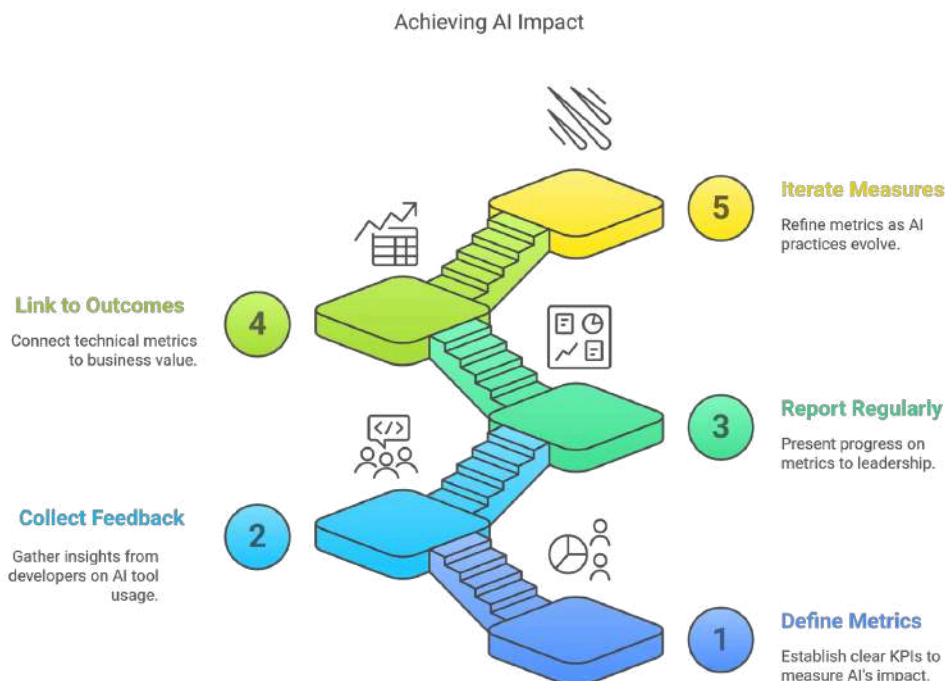 Achieving AI Impact
5
Iterate Measures
Refine metrics as AI
practices evolve.
Link to Outcomes
4
Connect technical metrics
to business value.
3
Report Regularly
Present progress on
metrics to leadership.
</>
Collect Feedback
2
Gather insights from
developers on AI tool
usage.
1
Define Metrics
Establish clear KPIs to
measure AI's impact.